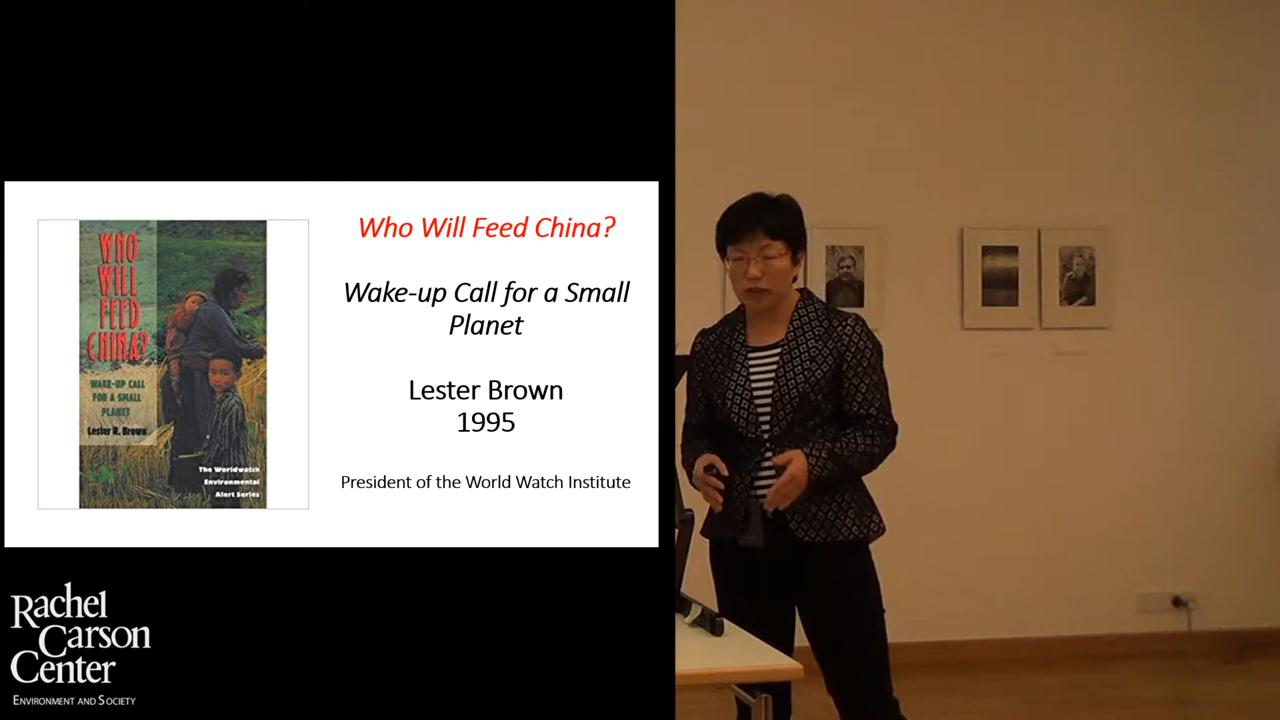 WHO
WILL
FEED
CHINA?
WAKE-UP CALL
FOR A SMALL
PLANET
Lester R. Brown
The Worldwatch
Environmental
Alert Series
Who Will Feed China?
Wake-up Call for a Small
Planet
Lester Brown
1995
President of the World Watch Institute
Rachel
Carson
Center
ENVIRONMENT AND SOCIETY